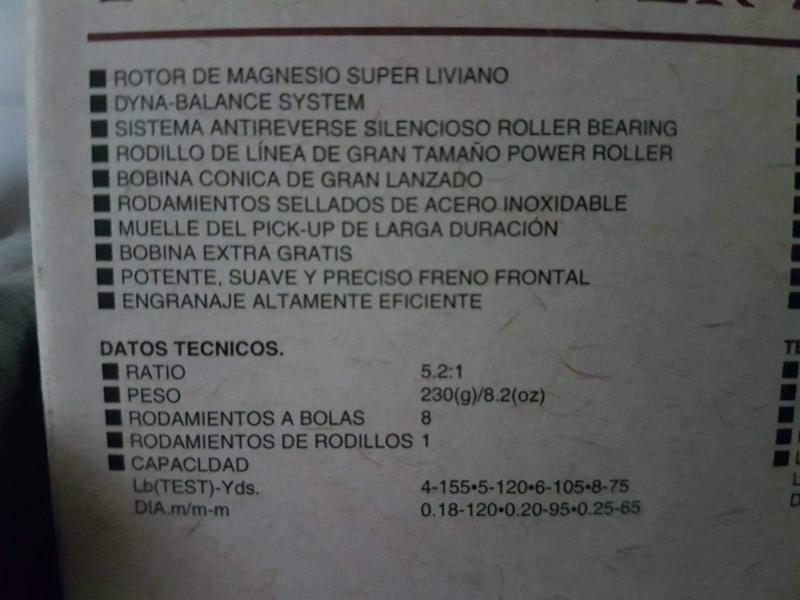 ■ ROTOR DE MAGNESIO SUPER LIVIANO
■ DYNA-BALANCE SYSTEM
■ SISTEMA ANTIREVERSE SILENCIOSO ROLLER BEARING
■ RODILLO DE LÍNEA DE GRAN TAMAÑO POWER ROLLER
■ BOBINA CONICA DE GRAN LANZADO
■ RODAMIENTOS SELLADOS DE ACERO INOXIDABLE
■ MUELLE DEL PICK-UP DE LARGA DURACIÓN
■ BOBINA EXTRA GRATIS
■ POTENTE, SUAVE Y PRECISO FRENO FRONTAL
■ ENGRANAJE ALTAMENTE EFICIENTE
DATOS TECNICOS.
■ RATIO 5.2:1
■ PESO 230(g)/8.2(oz)
■ RODAMIENTOS A BOLAS 8
■ RODAMIENTOS DE RODILLOS 1
■ CAPACLDAD
Lb(TEST)-Yds. 4-155•5-120•6-105•8-75
DIA.m/m-m 0.18-120•0.20-95•0.25-65